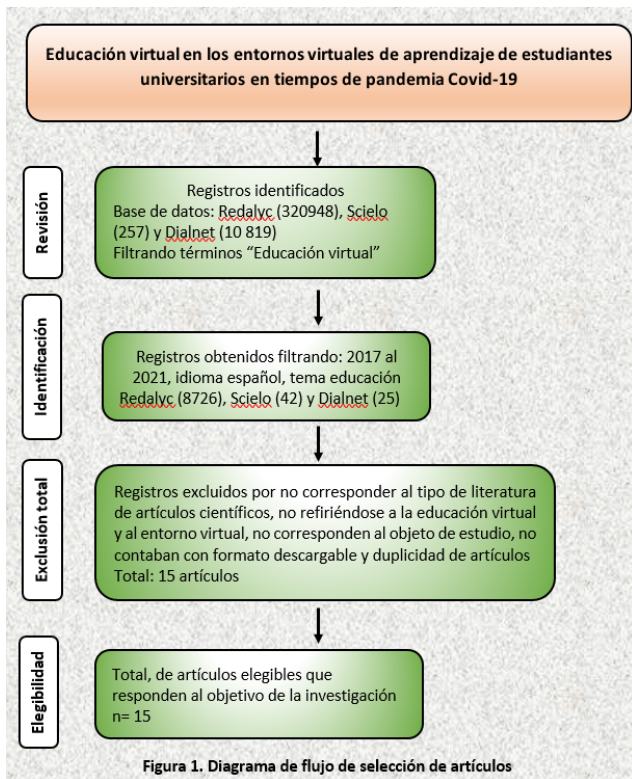 Educación virtual en los entornos virtuales de aprendizaje de estudiantes
universitarios en tiempos de pandemia Covid-19
Revisión
Registros identificados
Base de datos: Redalyc (320948), Scielo
(257) y Dialnet (10 819)
Filtrando términos “Educación virtual”
Identificación
Registros obtenidos filtrando: 2017 al
2021, idioma español, tema educación
Redalyc (8726), Scielo (42) y Dialnet (25)
Exclusión total
Registros excluidos por no corresponder al tipo de literatura
de artículos científicos, no refiriéndose a la educación virtual
y al entorno virtual, no corresponden al objeto de estudio, no
contaban con formato descargable y duplicidad de artículos
Total: 15 artículos
Elegibilidad
Total, de artículos elegibles que
responden al objetivo de la investigación
n= 15
Figura 1. Diagrama de flujo de selección de artículos